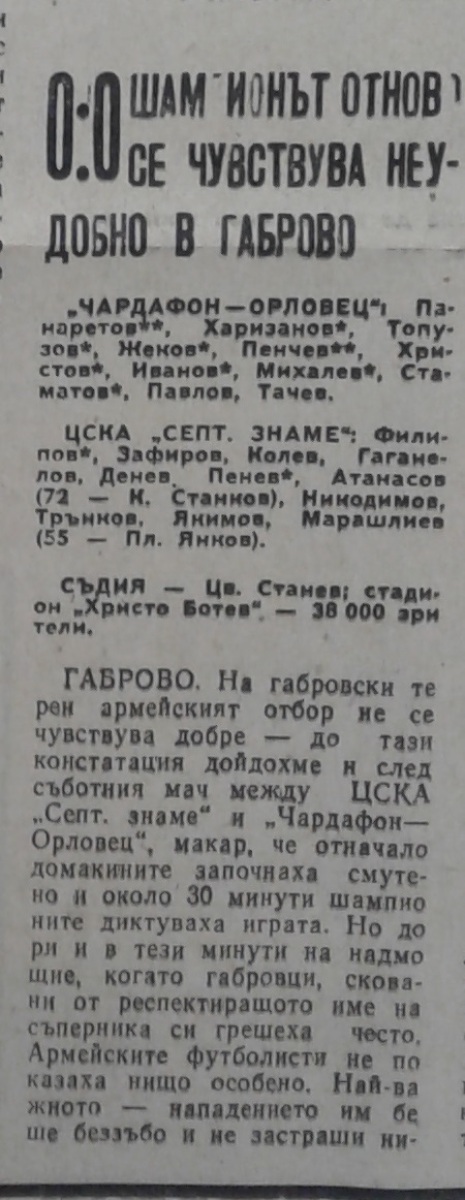 0:0 ШАМ ИОНЪТ ОТНОВ
СЕ ЧУВСТВУВА НЕУ-
ДОБНО В ГАБРОВО
„ЧАРДАФОН—ОРЛОВЕЦ“: Па-
наретов**, Харизанов*, Топу-
зов*, Жеков*, Пенчев**, Хри-
стов*, Иванов*, Михалев*, Ста-
матов*, Павлов, Тачев.
ЦСКА „СЕПТ. ЗНАМЕ“: Фили-
пов*, Зафиров, Колев, Гагане-
лов, Денев, Пенев*, Атанасов
(72 — К. Станков), Никодимов,
Трънков, Якимов, Марашлиев
(55 — Пл. Янков).
СЪДИЯ — Цв. Станев; стади-
он „Христо Ботев“ — 38 000 зри
тели.
ГАБРОВО. На габровски те
рен армейският отбор не се
чувствува добре — до тази
констатация дойдохме и след
съботния мач между ЦСКА
„Септ. знаме“ и „Чардафон—
Орловец“, макар, че отначало
домакините започнаха смуте-
но и около 30 минути шампио
ните диктуваха играта. Но до
ри и в тези минути на надмо
щие, когато габровци, скова-
ни от респектиращото име на
съперника си грешеха често.
Армейските футболисти не по
казаха нищо особено. Най-ва
жното — нападението им бе
ше беззъбо и не застраши ни-